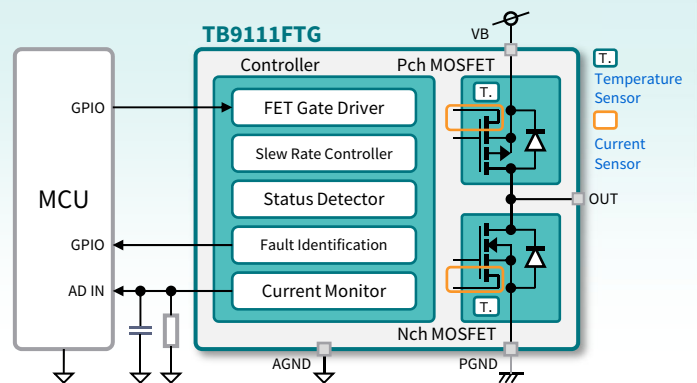 TB9111FTG
VB
Controller
Pch MOSFET
T.
Temperature
Sensor
Current
Sensor
T.
GPIO
FET Gate Driver
Slew Rate Controller
MCU
Status Detector
OUT
GPIO
Fault Identification
AD IN
Current Monitor
T.
Nch MOSFET
AGND
PGND